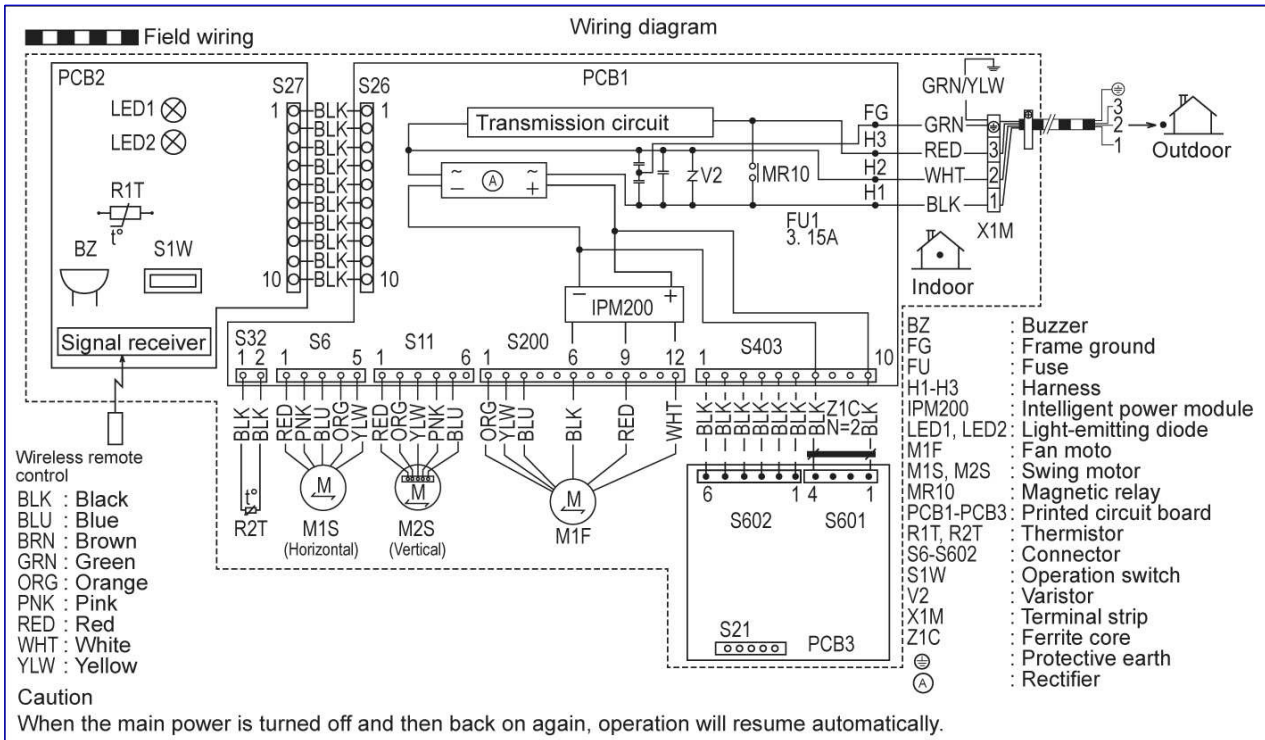 Wiring diagram
Field wiring
PCB2
S27
S26
PCB1
GRN/YLW
LED1
LED2
1
BLK
1
BLK
BLK
BLK
BLK
BLK
BLK
BLK
BLK
10
BLK
10
Transmission circuit
FG
GRN
H3
RED
3
H2
WHT
2
H1
BLK
1
X1M
3
2
1
Outdoor
R1T
t°
BZ
S1W
~
−
A
~
+
V2
MR10
FU1
3. 15A
Indoor
−
+
IPM200
Signal receiver
S32
S6
S11
S200
S403
1 2
1
5
1
6
1
6
9
12
1
10
BLK
BLK
RED
PNK
BLU
ORG
YLW
RED
ORG
YLW
PNK
BLU
ORG
YLW
BLU
BLK
RED
WHT
BLK
BLK
BLK
BLK
BLK
BLK
BLK
Z1C
N=2
BLK
t°
R2T
M
M1S
(Horizontal)
M
M2S
(Vertical)
M
M1F
6
1
4
1
S602
S601
S21
PCB3
Wireless remote
control
BLK : Black
BLU : Blue
BRN : Brown
GRN : Green
ORG : Orange
PNK : Pink
RED : Red
WHT : White
YLW : Yellow
BZ : Buzzer
FG : Frame ground
FU : Fuse
H1-H3 : Harness
IPM200 : Intelligent power module
LED1, LED2 : Light-emitting diode
M1F : Fan moto
M1S, M2S : Swing motor
MR10 : Magnetic relay
PCB1-PCB3 : Printed circuit board
R1T, R2T : Thermistor
S6-S602 : Connector
S1W : Operation switch
V2 : Varistor
X1M : Terminal strip
Z1C : Ferrite core
: Protective earth
A : Rectifier
Caution
When the main power is turned off and then back on again, operation will resume automatically.